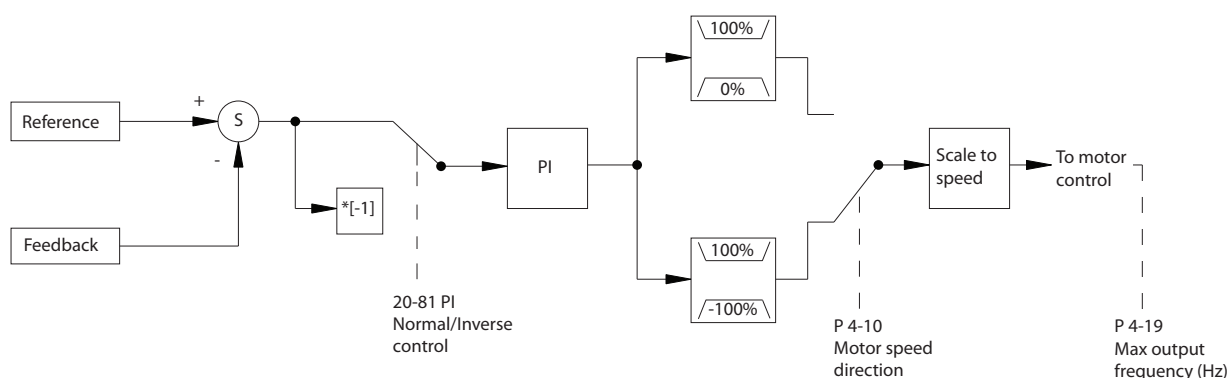 100%
0%
Reference
+
S
-
*[-1]
PI
Scale to
speed
To motor
control
Feedback
100%
-100%
20-81 PI
Normal/Inverse
control
P 4-10
Motor speed
direction
P 4-19
Max output
frequency (Hz)